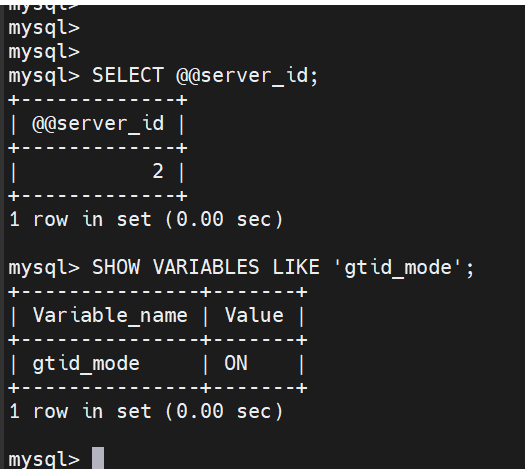 mysql>
mysql>
mysql>
mysql> SELECT @@server_id;
+-------------+
| @@server_id |
+-------------+
|           2 |
+-------------+
1 row in set (0.00 sec)

mysql> SHOW VARIABLES LIKE 'gtid_mode';
+---------------+-------+
| Variable_name | Value |
+---------------+-------+
| gtid_mode     | ON    |
+---------------+-------+
1 row in set (0.00 sec)

mysql>